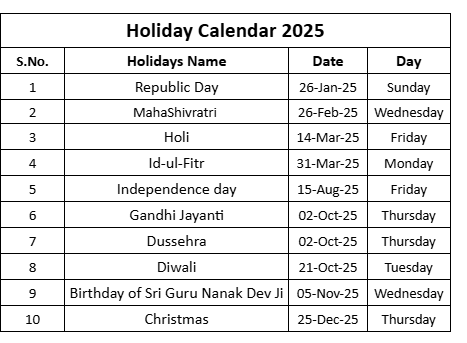 Holiday Calendar 2025
S.No. Holidays Name Date Day
1 Republic Day 26-Jan-25 Sunday
2 MahaShivratri 26-Feb-25 Wednesday
3 Holi 14-Mar-25 Friday
4 Id-ul-Fitr 31-Mar-25 Monday
5 Independence day 15-Aug-25 Friday
6 Gandhi Jayanti 02-Oct-25 Thursday
7 Dussehra 02-Oct-25 Thursday
8 Diwali 21-Oct-25 Tuesday
9 Birthday of Sri Guru Nanak Dev Ji 05-Nov-25 Wednesday
10 Christmas 25-Dec-25 Thursday